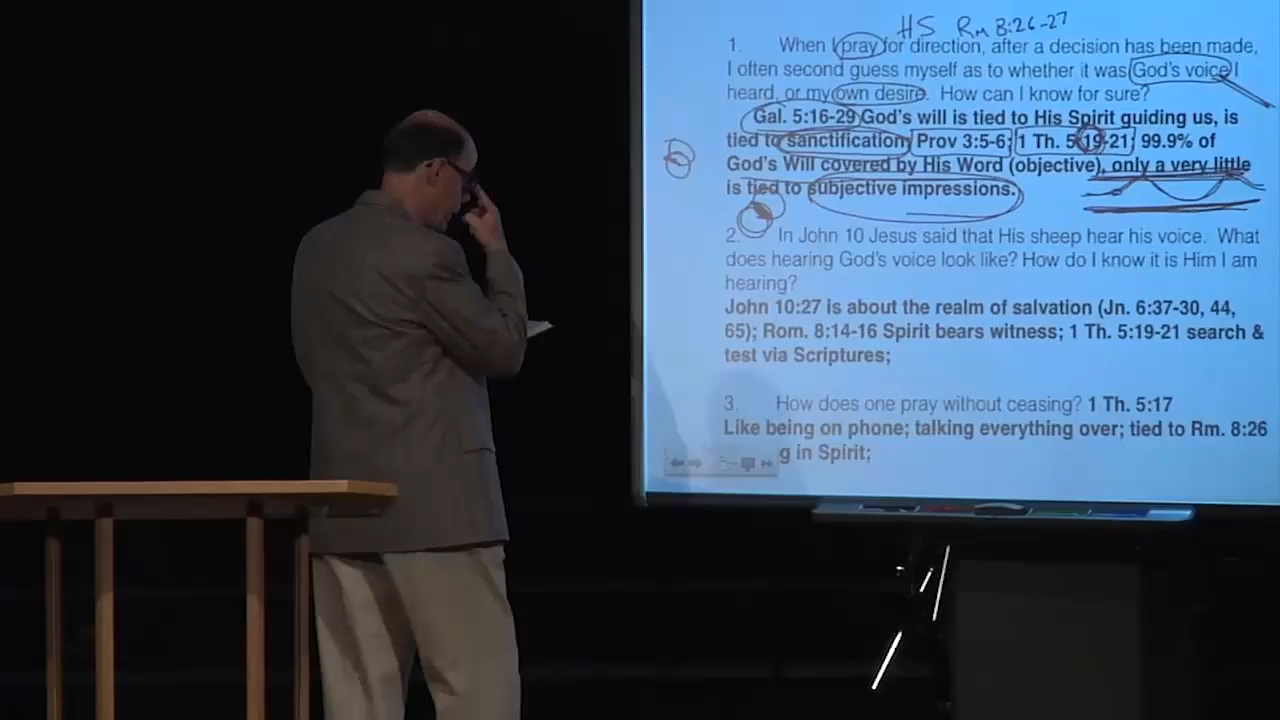 HS Rm 8:26-27
1. When I pray for direction, after a decision has been made,
I often second guess myself as to whether it was God's voice I
heard, or my own desire. How can I know for sure?
Gal. 5:16-29 God's will is tied to His Spirit guiding us, is
tied to sanctification; Prov 3:5-6; 1 Th. 5:19-21; 99.9% of
God's Will covered by His Word (objective), only a very little
is tied to subjective impressions.
2. In John 10 Jesus said that His sheep hear his voice. What
does hearing God's voice look like? How do I know it is Him I am
hearing?
John 10:27 is about the realm of salvation (Jn. 6:37-30, 44,
65); Rom. 8:14-16 Spirit bears witness; 1 Th. 5:19-21 search &
test via Scriptures;
3. How does one pray without ceasing? 1 Th. 5:17
Like being on phone; talking everything over; tied to Rm. 8:26
g in Spirit;